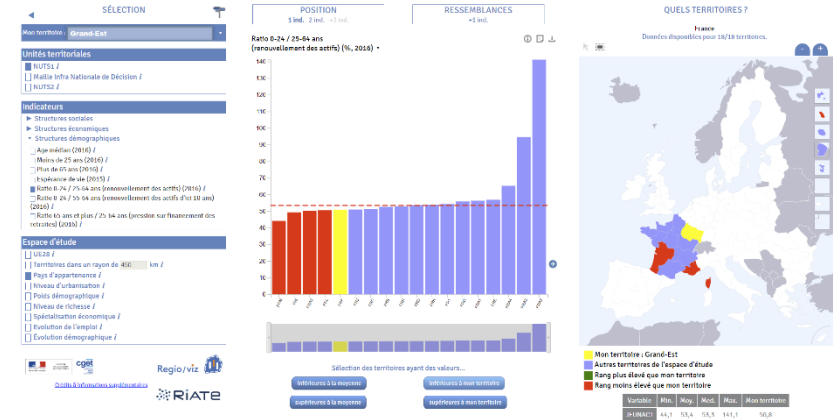 SÉLECTION
Mon territoire : Grand-Est
Unités territoriales
NUTS1 i
Maille Infra Nationale de Décision i
NUTS2 i
Indicateurs
Structures sociales
Structures économiques
Structures démographiques
Age médian (2016) i
Moins de 25 ans (2016) i
Plus de 65 ans (2016) i
Espérance de vie (2015) i
Ratio 0-24 / 25-64 ans (renouvellement des actifs) (2016) i
Ratio 0-24 / 55-64 ans (renouvellement des actifs d'ici 10 ans) (2016) i
Ratio 65 ans et plus / 25-64 ans (pression sur financement des retraites) (2016) i
Espace d'étude
UE28 i
Territoires dans un rayon de 450 km i
Pays d'appartenance i
Niveau d'urbanisation i
Poids démographique i
Niveau de richesse i
Spécialisation économique i
Evolution de l'emploi i
Évolution démographique i
cget
Regio/viz
Crédits & informations supplémentaires
RIATE
POSITION
1 ind. 2 ind. +3 ind.
RESSEMBLANCES
+1 ind.
Ratio 0-24 / 25-64 ans
(renouvellement des actifs) (%, 2016)
140
130
120
110
100
90
80
70
60
50
40
30
20
10
0
Sélection des territoires ayant des valeurs...
inférieures à la moyenne
inférieures à mon territoire
supérieures à la moyenne
supérieures à mon territoire
QUELS TERRITOIRES ?
France
Données disponibles pour 18/18 territoires.
- +
Mon territoire : Grand-Est
Autres territoires de l'espace d'étude
Rang plus élevé que mon territoire
Rang moins élevé que mon territoire
Variable Min. Moy. Med. Max. Mon territoire
JEUNACT 44,1 53,4 53,5 141,1 50,8